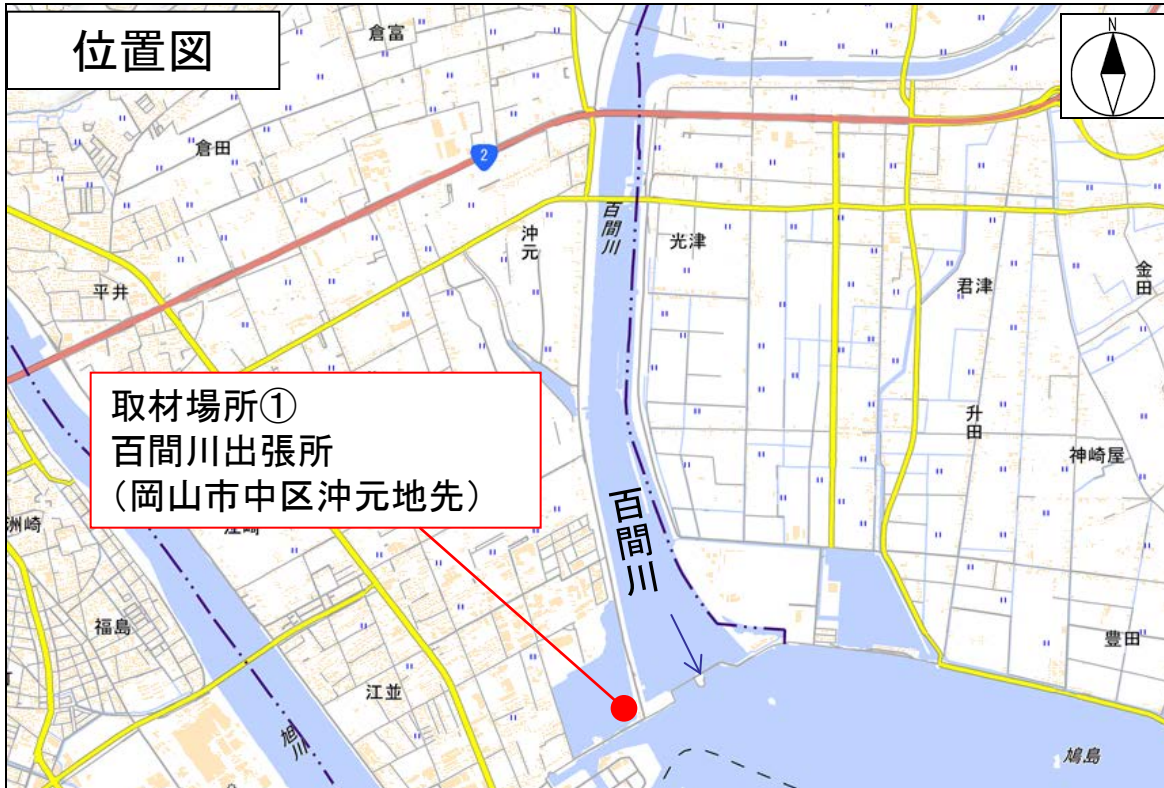 位置図
N
倉富
倉田
2
百間川
沖元
光津
金田
君津
平井
取材場所①
百間川出張所
（岡山市中区沖元地先）
升田
神崎屋
洲崎
江崎
百間川
福島
豊田
江並
旭川
鳩島